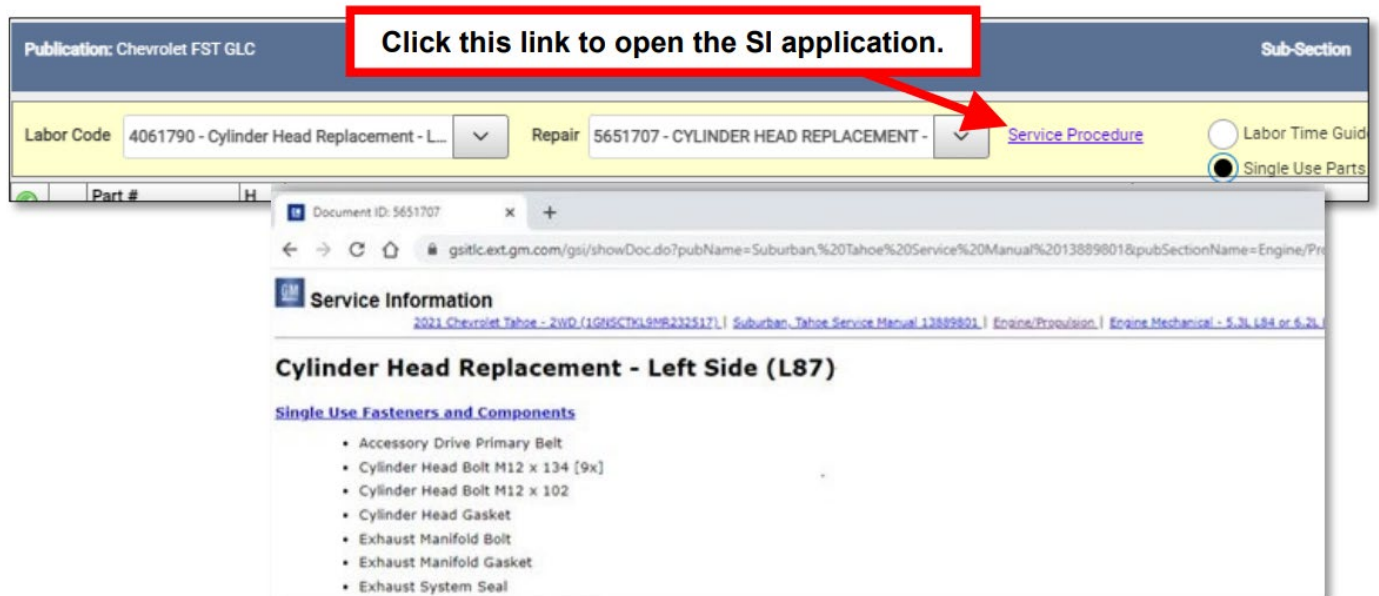 Click this link to open the SI application.
Publication: Chevrolet FST GLC
Sub-Section
Labor Code 4061790 - Cylinder Head Replacement - L... Repair 5651707 - CYLINDER HEAD REPLACEMENT - Service Procedure
Labor Time Guid
Single Use Parts
Part # H
Document ID: 5651707 x +
gsitlc.ext.gm.com/gsi/showDoc.do?pubName=Suburban,%20Tahoe%20Service%20Manual%2013889801&pubSectionName=Engine/Pro
GM Service Information
2021 Chevrolet Tahoe - 2WD (1GNSCTKL9MR232517) | Suburban, Tahoe Service Manual 13889801 | Engine/Propulsion | Engine Mechanical - 5.3L L84 or 6.2L
Cylinder Head Replacement - Left Side (L87)
Single Use Fasteners and Components
• Accessory Drive Primary Belt
• Cylinder Head Bolt M12 x 134 [9x]
• Cylinder Head Bolt M12 x 102
• Cylinder Head Gasket
• Exhaust Manifold Bolt
• Exhaust Manifold Gasket
• Exhaust System Seal